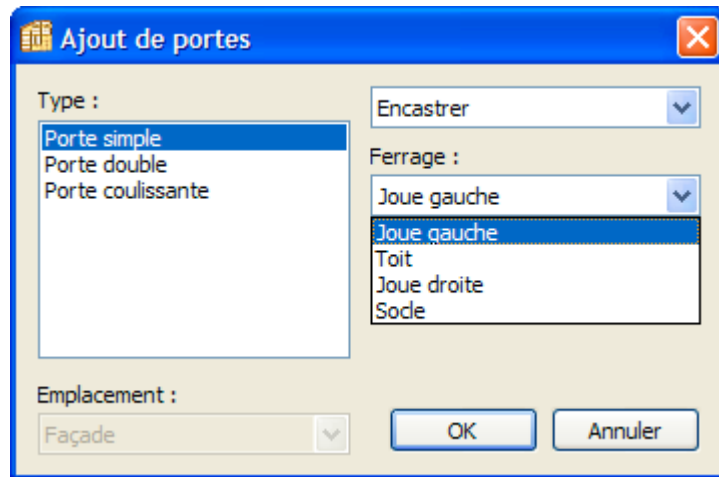 Ajout de portes
Type :
Porte simple
Porte double
Porte coulissante
Encastrer
Ferrage :
Joue gauche
Joue gauche
Toit
Joue droite
Socle
Emplacement :
Façade
OK
Annuler